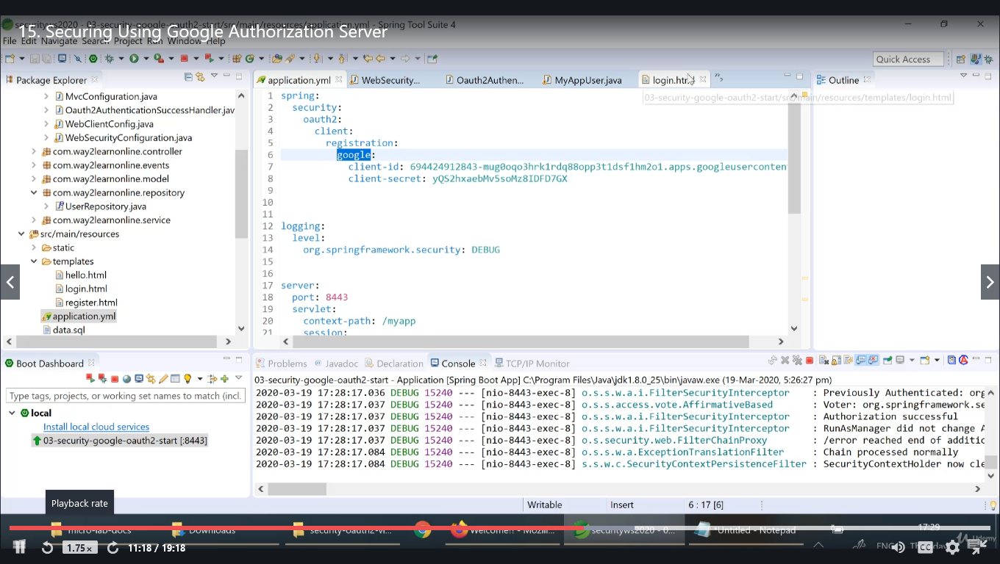 15. Securing Using Google Authorization Server
securityws2020 - 03-security-google-oauth2-start/src/main/resources/application.yml - Spring Tool Suite 4
File Edit Navigate Search Project Run Window Help
Quick Access
Package Explorer
MvcConfiguration.java
Oauth2AuthenticationSuccessHandler.jav
WebClientConfig.java
WebSecurityConfiguration.java
com.way2learnonline.controller
com.way2learnonline.events
com.way2learnonline.model
com.way2learnonline.repository
UserRepository.java
com.way2learnonline.service
src/main/resources
static
templates
hello.html
login.html
register.html
application.yml
data.sql
application.yml
WebSecurity...
Oauth2Authen...
MyAppUser.java
login.html
03-security-google-oauth2-start/src/main/resources/templates/login.html
1 spring:
2 security:
3 oauth2:
4 client:
5 registration:
6 google:
7 client-id: 694424912843-mug0oqo3hrk1rdq88opp3t1dsf1hm2o1.apps.googleusercontent
8 client-secret: yQS2hxaebMv5soMz8IDFD7GX
9
10
11
12 logging:
13 level:
14 org.springframework.security: DEBUG
15
16
17 server:
18 port: 8443
19 servlet:
20 context-path: /myapp
21 session:
Outline
Boot Dashboard
Type tags, projects, or working set names to match (incl.
local
Install local cloud services
03-security-google-oauth2-start [:8443]
Problems
Javadoc
Declaration
Console
TCP/IP Monitor
03-security-google-oauth2-start - Application [Spring Boot App] C:\Program Files\Java\jdk1.8.0_25\bin\javaw.exe (19-Mar-2020, 5:26:27 pm)
2020-03-19 17:28:17.036 DEBUG 15240 --- [nio-8443-exec-8] o.s.s.w.a.i.FilterSecurityInterceptor : Previously Authenticated: org
2020-03-19 17:28:17.037 DEBUG 15240 --- [nio-8443-exec-8] o.s.s.access.vote.AffirmativeBased : Voter: org.springframework.se
2020-03-19 17:28:17.037 DEBUG 15240 --- [nio-8443-exec-8] o.s.s.w.a.i.FilterSecurityInterceptor : Authorization successful
2020-03-19 17:28:17.037 DEBUG 15240 --- [nio-8443-exec-8] o.s.s.w.a.i.FilterSecurityInterceptor : RunAsManager did not change A
2020-03-19 17:28:17.037 DEBUG 15240 --- [nio-8443-exec-8] o.s.security.web.FilterChainProxy : /error reached end of additic
2020-03-19 17:28:17.084 DEBUG 15240 --- [nio-8443-exec-8] o.s.s.w.a.ExceptionTranslationFilter : Chain processed normally
2020-03-19 17:28:17.084 DEBUG 15240 --- [nio-8443-exec-8] s.s.w.c.SecurityContextPersistenceFilter : SecurityContextHolder now cle
Playback rate
Writable
Insert
6 : 17 [6]
micro-lab-docs
Downloads
security-oauth2-vi...
Welcome!! - Mozil...
securityws2020 - 0...
*Untitled - Notepad
17:29
1.75 x
11:18 / 19:18
ENG
Thursday
CC
Udemy